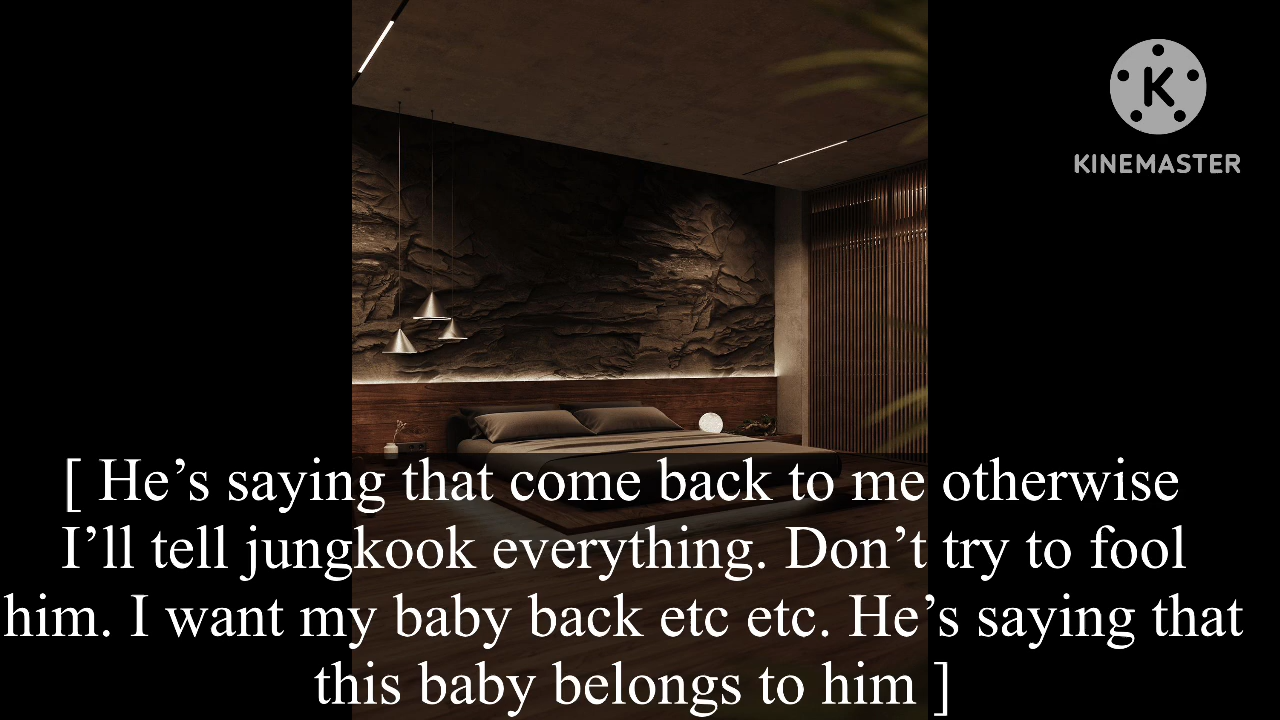 KINEMASTER
[ He’s saying that come back to me otherwise
I’ll tell jungkook everything. Don’t try to fool
him. I want my baby back etc etc. He’s saying that
this baby belongs to him ]